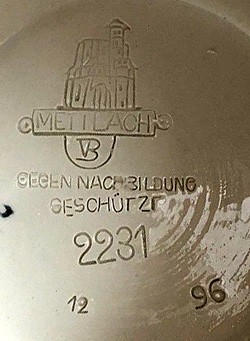 METTLACH
VB
GEGEN NACHBILDUNG
GESCHÜTZT
2231
12 96